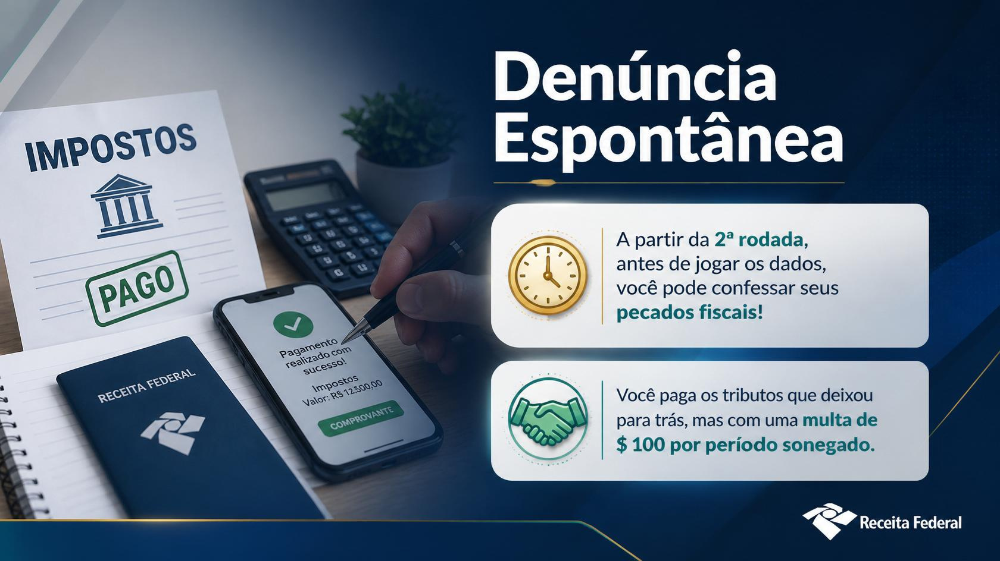 Denúncia
Espontânea
IMPOSTOS
PAGO
RECEITA FEDERAL
Pagamento
realizado com
sucesso!
Impostos
Valor: R$ 12.500,00
COMPROVANTE
A partir da 2ª rodada,
antes de jogar os dados,
você pode confessar seus
pecados fiscais!
Você paga os tributos que deixou
para trás, mas com uma multa de
$ 100 por período sonegado.
Receita Federal